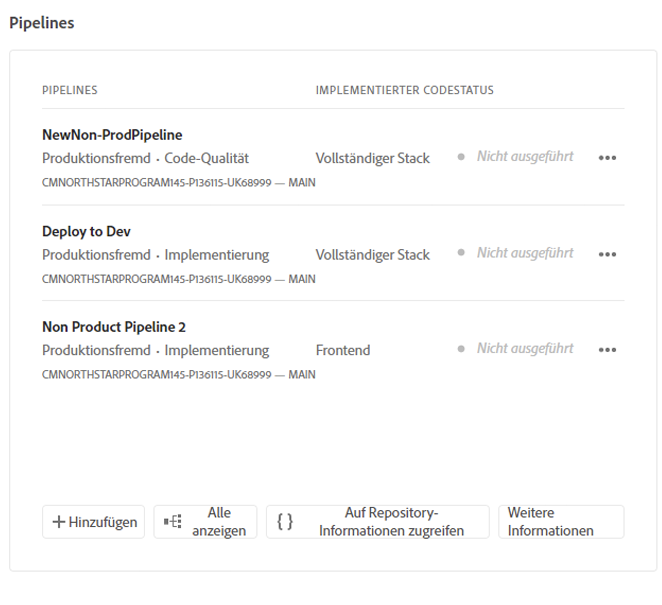 Pipelines
PIPELINES IMPLEMENTIERTER CODESTATUS
NewNon-ProdPipeline
Produktionsfremd · Code-Qualität Vollständiger Stack Nicht ausgeführt
CMNORTHSTARPROGRAM145-P136115-UK68999 — MAIN
Deploy to Dev
Produktionsfremd · Implementierung Vollständiger Stack Nicht ausgeführt
CMNORTHSTARPROGRAM145-P136115-UK68999 — MAIN
Non Product Pipeline 2
Produktionsfremd · Implementierung Frontend Nicht ausgeführt
CMNORTHSTARPROGRAM145-P136115-UK68999 — MAIN
Hinzufügen
Alle
anzeigen
Auf Repository-
Informationen zugreifen
Weitere
Informationen